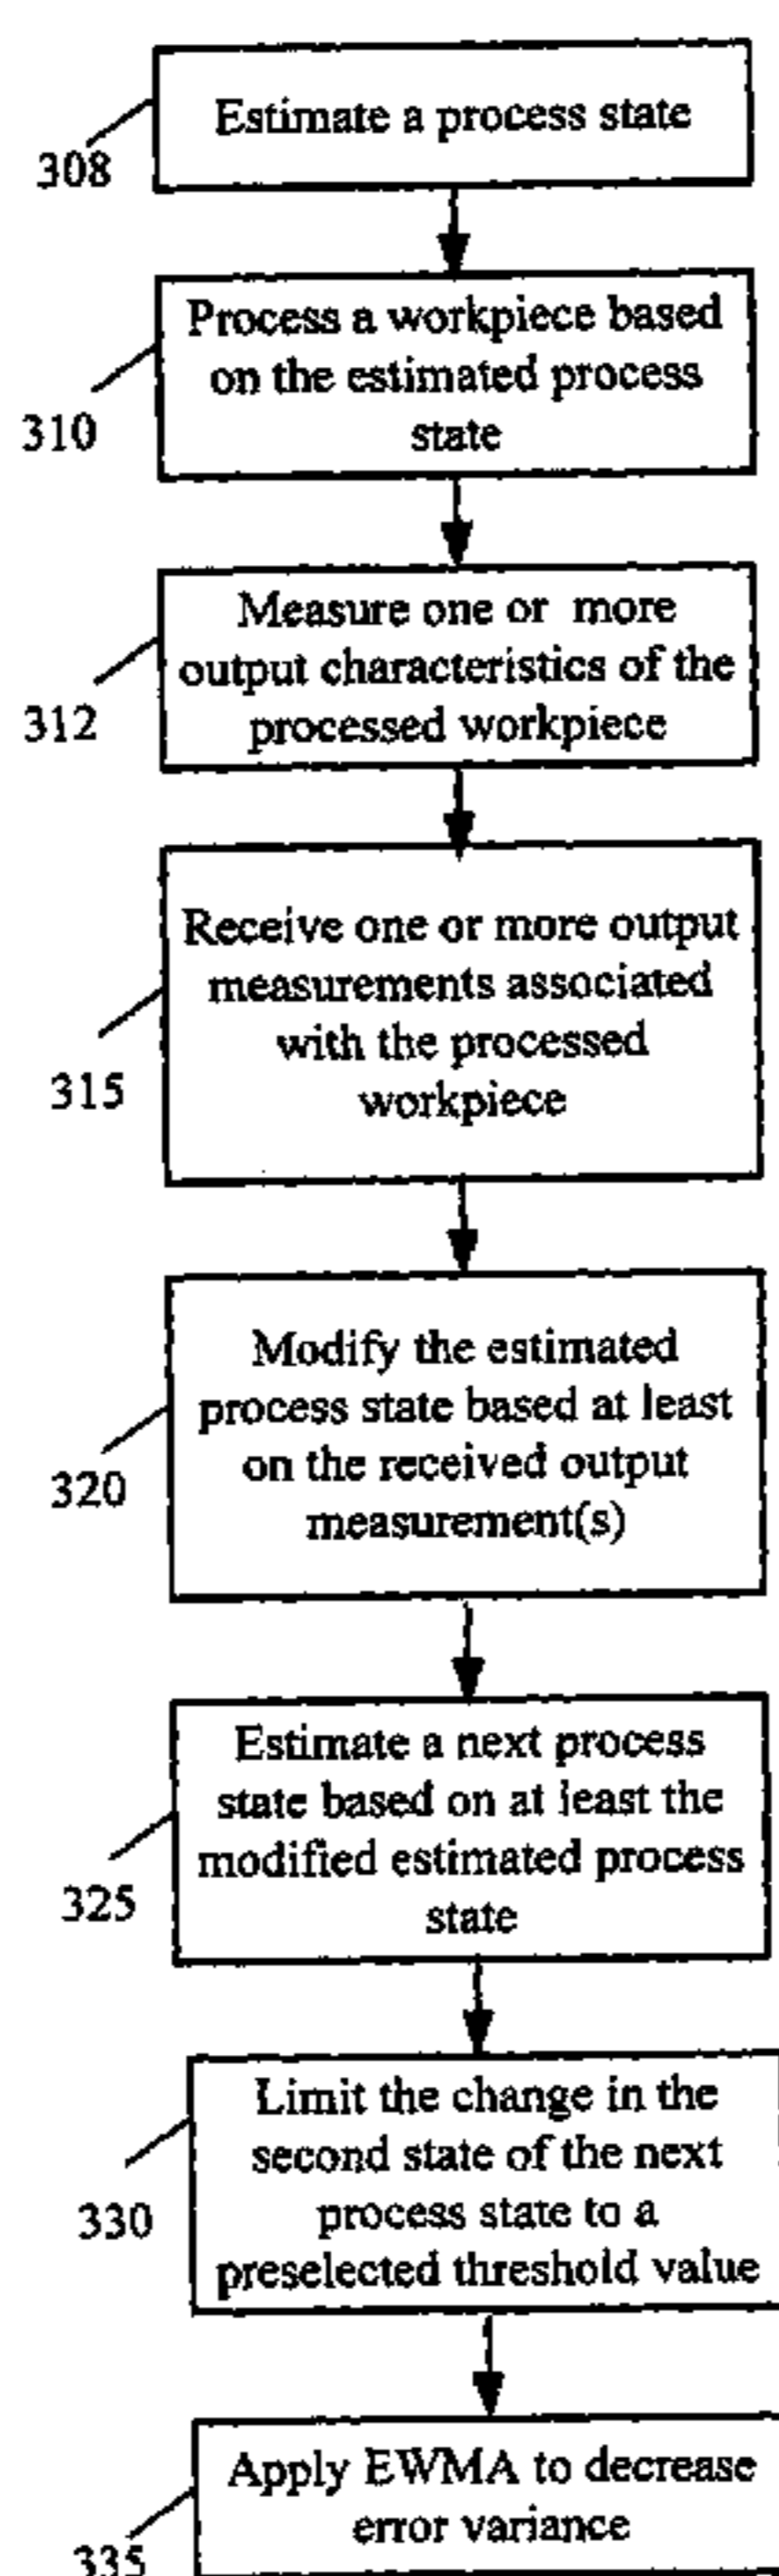 Estimate a process state
308
Process a workpiece based
on the estimated process
state
310
Measure one or more
output characteristics of the
processed workpiece
312
Receive one or more output
measurements associated
with the processed
workpiece
315
Modify the estimated
process state based at least
on the received output
measurement(s)
320
Estimate a next process
state based on at least the
modified estimated process
state
325
Limit the change in the
second state of the next
process state to a
preselected threshold value
330
Apply EWMA to decrease
error variance
335